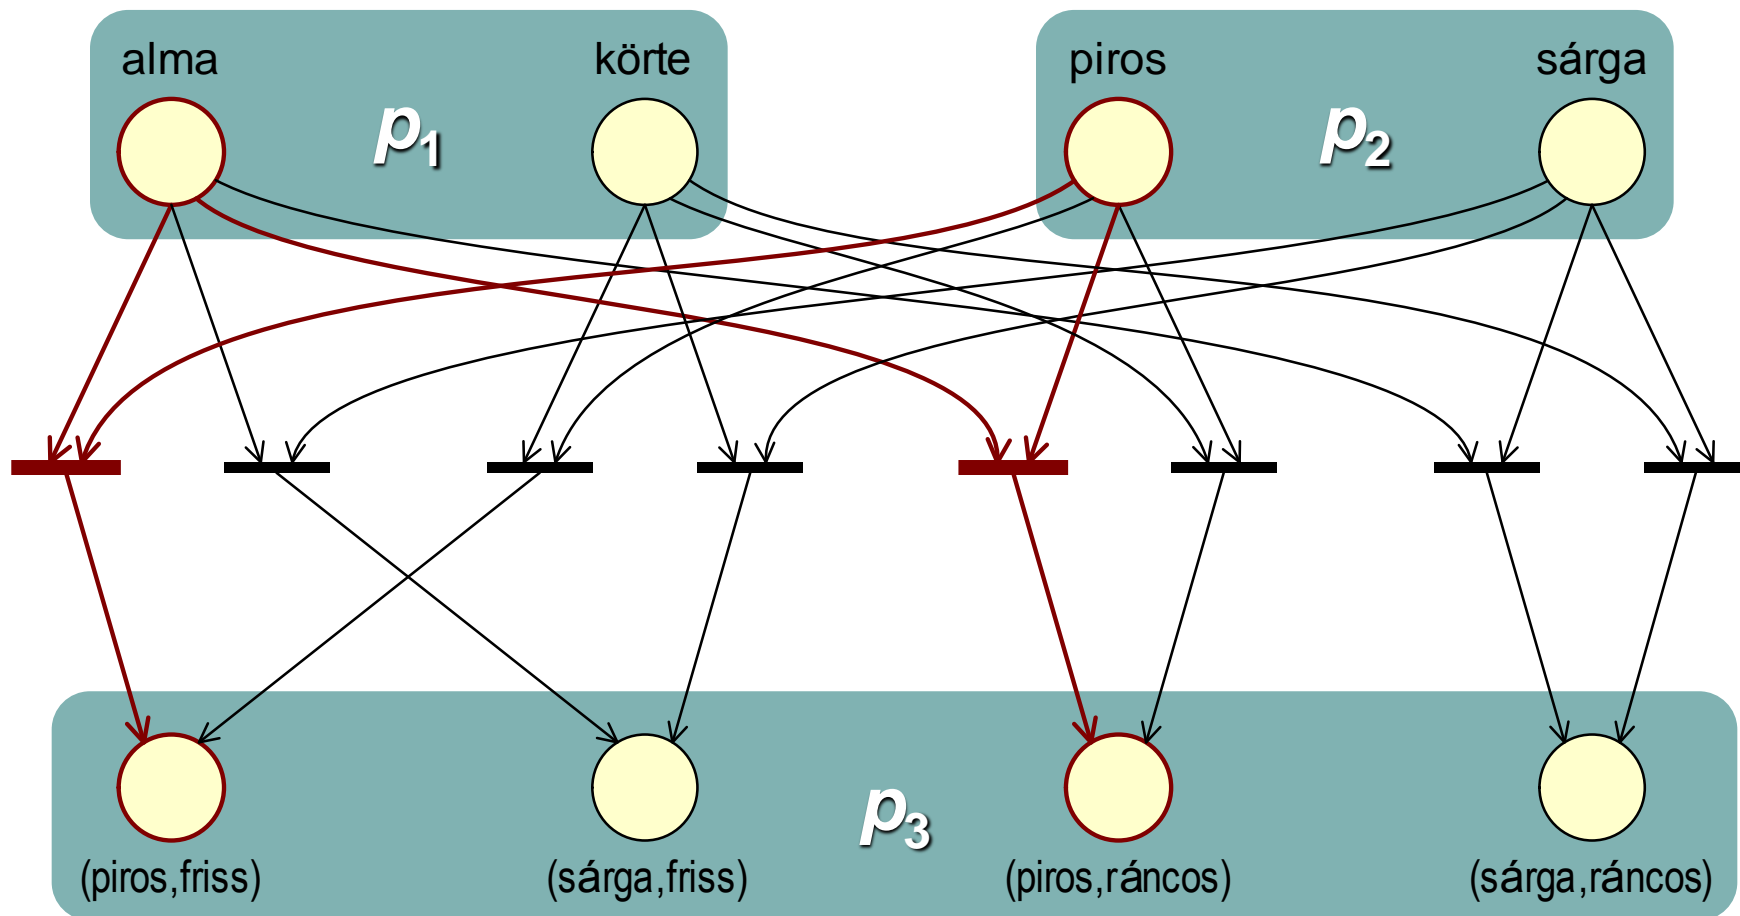 alma körte piros sárga
p1 p2
p3
(piros,friss) (sárga,friss) (piros,ráncos) (sárga,ráncos)